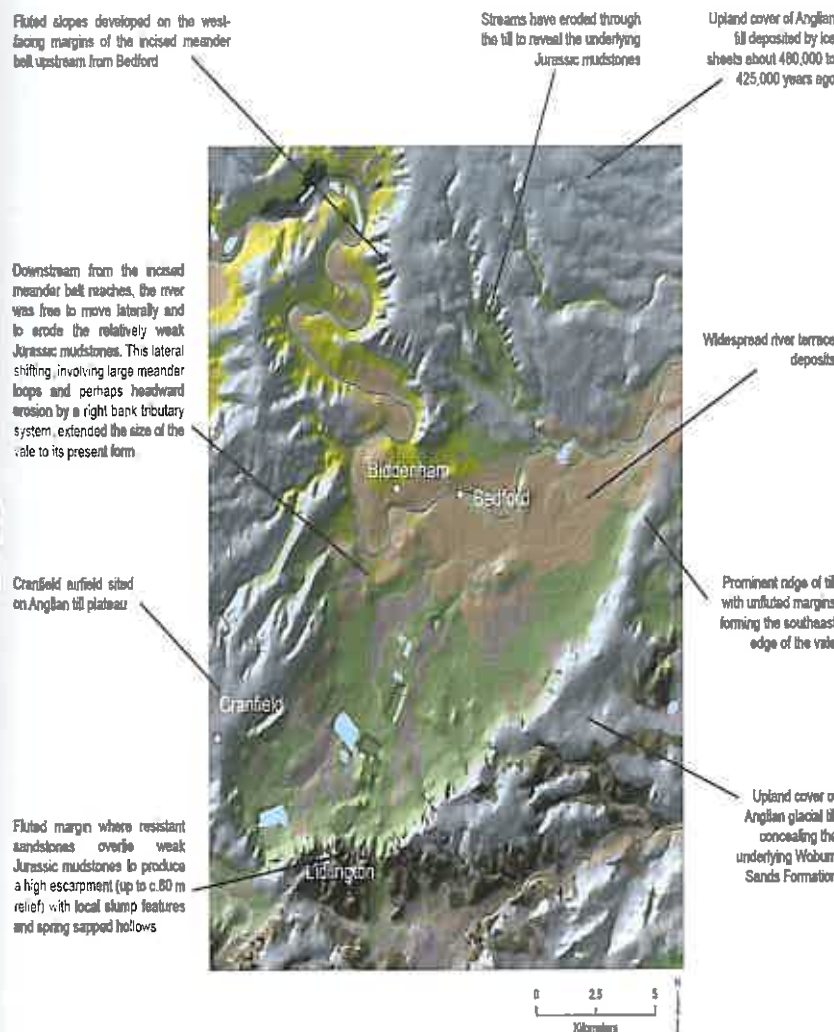 Fluted slopes developed on the west-
facing margins of the incised meander
belt upstream from Bedford
Streams have eroded through
the till to reveal the underlying
Jurassic mudstones
Upland cover of Anglian
till deposited by ice
sheets about 480,000 to
425,000 years ago
Downstream from the incised
meander belt reaches, the river
was free to move laterally and
to erode the relatively weak
Jurassic mudstones. This lateral
shifting, involving large meander
loops and perhaps headward
erosion by a right bank tributary
system, extended the size of the
vale to its present form
Widespread river terrace
deposits
Biddenham
Bedford
Cranfield airfield sited
on Anglian till plateau
Prominent ridge of till
with unfluted margins
forming the southeast
edge of the vale
Cranfield
Fluted margin where resistant
sandstones overlie weak
Jurassic mudstones to produce
a high escarpment (up to c.80 m
relief) with local slump features
and spring sapped hollows
Lidlington
Upland cover o
Anglian glacial til
concealing the
underlying Woburn
Sands Formation
0 2.5 5
Kilometers
N